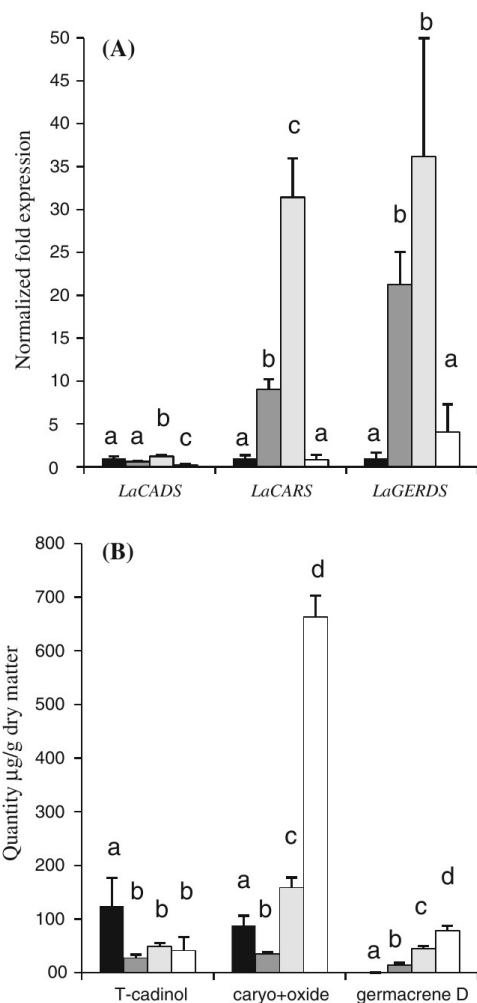 (A)
Normalized fold expression
50
45
40
35
30
25
20
15
10
5
0
a a b c
a b c a
a b b a
LaCADS LaCARS LaGERDS
(B)
Quantity µg/g dry matter
800
700
600
500
400
300
200
100
00
a b b b
a b c d
a b c d
T-cadinol caryo+oxide germacrene D